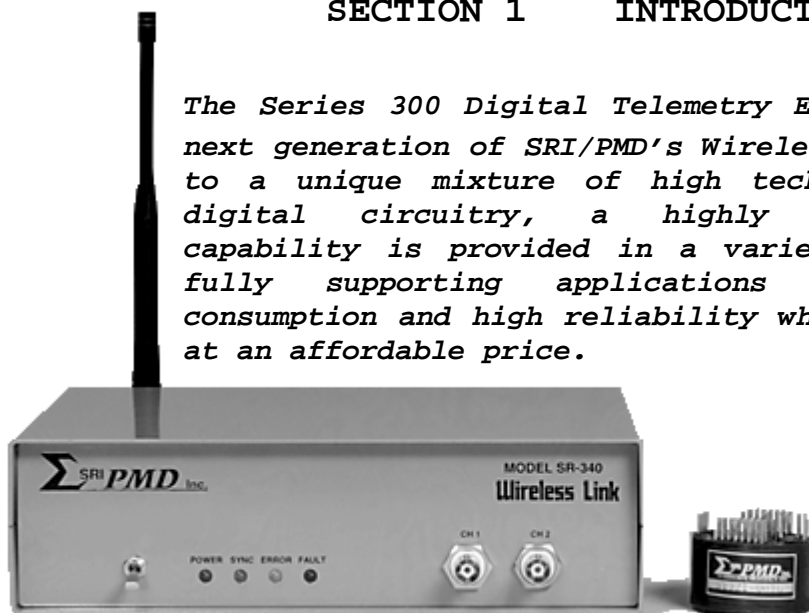 SECTION 1 INTRODUCT
The Series 300 Digital Telemetry E
next generation of SRI/PMD's Wirele
to a unique mixture of high tech
digital circuitry, a highly
capability is provided in a varie
fully supporting applications
consumption and high reliability wh
at an affordable price.
Σ SRI PMD Inc.
MODEL SR-340
Wireless Link
CH 1 CH 2
POWER SYNC ERROR FAULT
Σ PMD